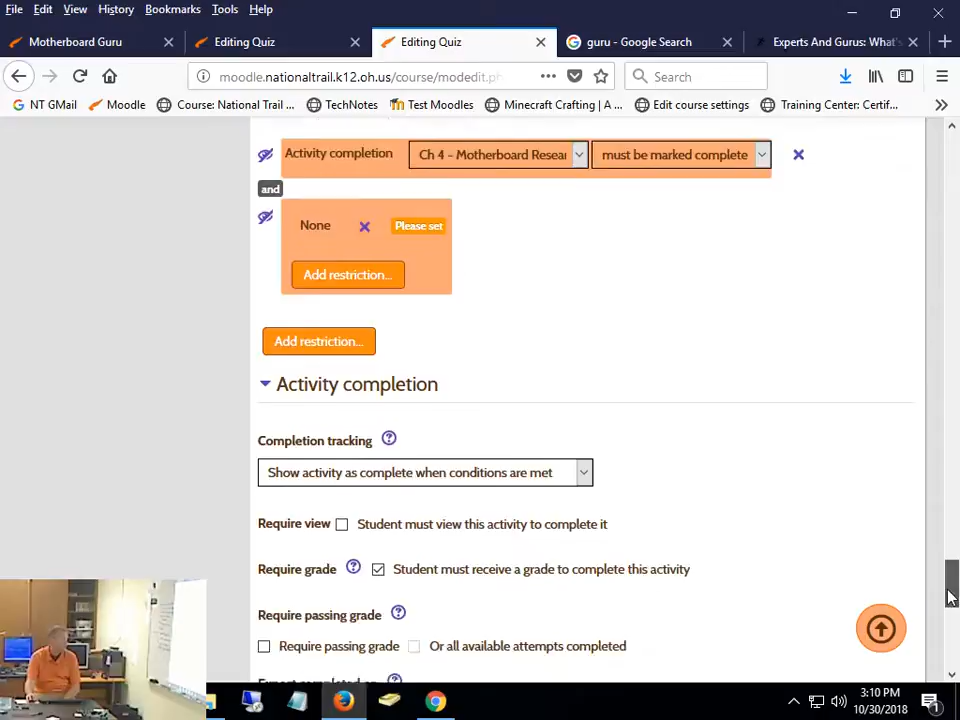 File Edit View History Bookmarks Tools Help
Motherboard Guru Editing Quiz Editing Quiz guru - Google Search Experts And Gurus: What's
moodle.nationaltrail.k12.oh.us/course/modedit.ph Search
NT GMail Moodle Course: National Trail ... TechNotes Test Moodles Minecraft Crafting | A ... Edit course settings Training Center: Certif...
Activity completion Ch 4 - Motherboard Resear must be marked complete
and
None Please set
Add restriction...
Add restriction...
Activity completion
Completion tracking
Show activity as complete when conditions are met
Require view Student must view this activity to complete it
Require grade Student must receive a grade to complete this activity
Require passing grade
Require passing grade Or all available attempts completed
3:10 PM
10/30/2018